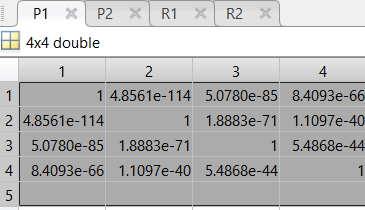 P1 P2 R1 R2
4x4 double
1 2 3 4
1 1 4.8561e-114 5.0780e-85 8.4093e-66
2 4.8561e-114 1 1.8883e-71 1.1097e-40
3 5.0780e-85 1.8883e-71 1 5.4868e-44
4 8.4093e-66 1.1097e-40 5.4868e-44 1
5